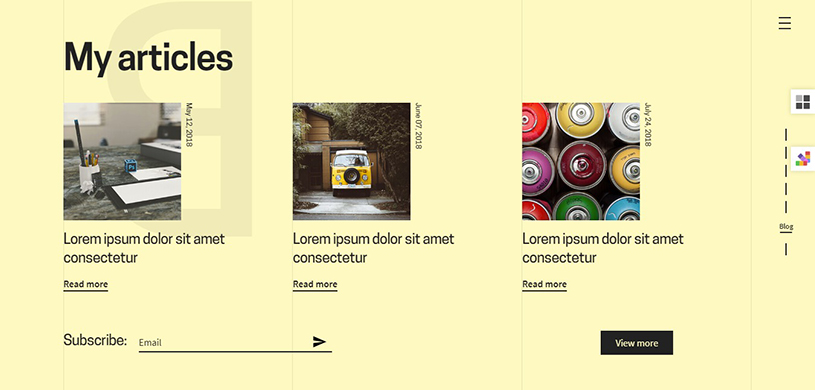 My articles
May 12, 2018
June 07, 2018
July 24, 2018
Ps
Lorem ipsum dolor sit amet
consectetur
Lorem ipsum dolor sit amet
consectetur
Lorem ipsum dolor sit amet
consectetur
Read more
Read more
Read more
Blog
Subscribe:
Email
View more